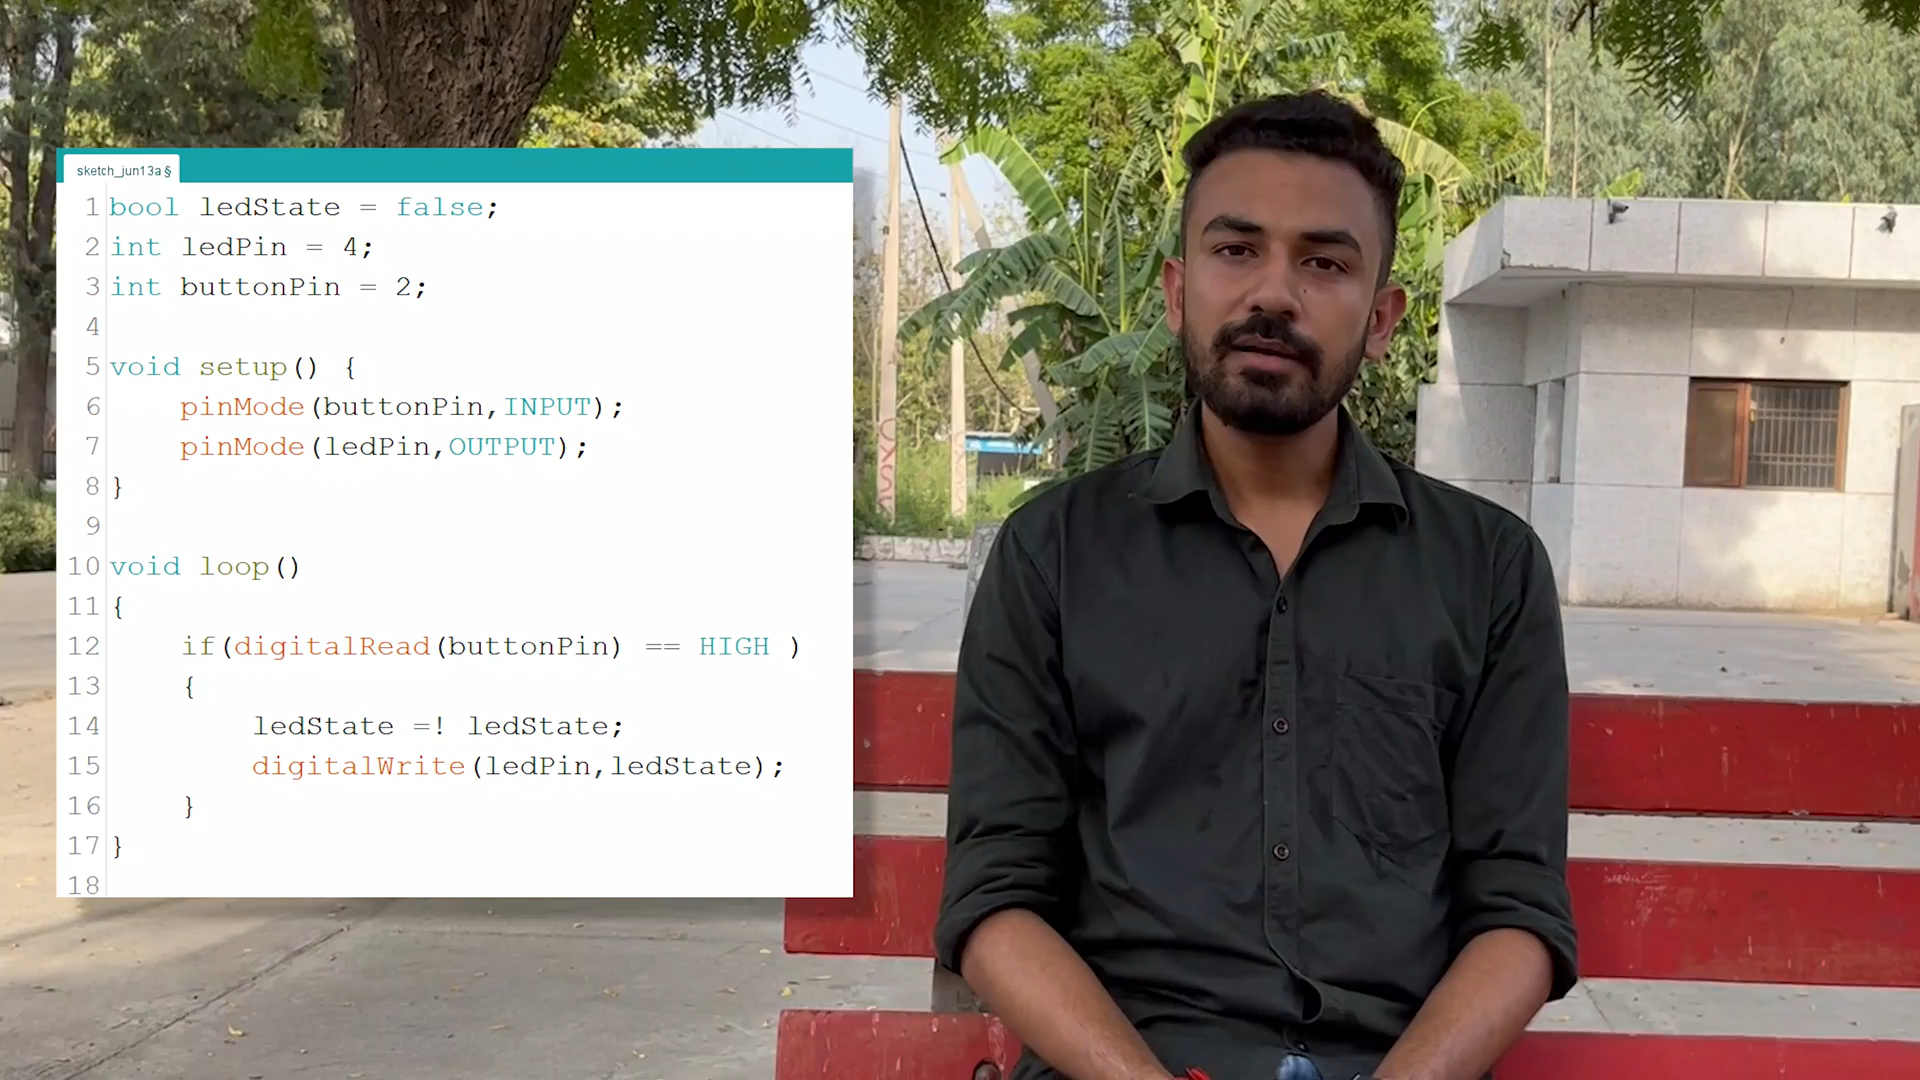 sketch_jun13a §
1 bool ledState = false;
2 int ledPin = 4;
3 int buttonPin = 2;
4
5 void setup() {
6 pinMode(buttonPin,INPUT);
7 pinMode(ledPin,OUTPUT);
8 }
9
10 void loop()
11 {
12 if(digitalRead(buttonPin) == HIGH )
13 {
14 ledState =! ledState;
15 digitalWrite(ledPin,ledState);
16 }
17 }
18